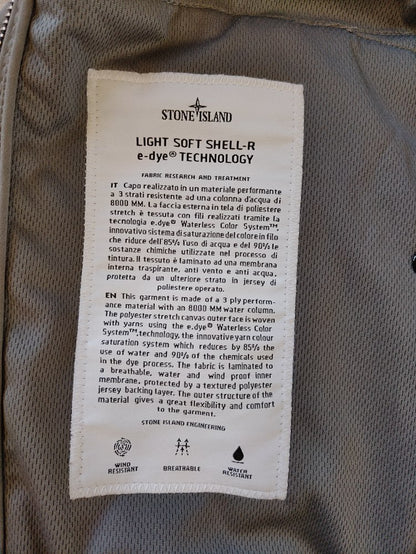 STONE ISLAND
LIGHT SOFT SHELL-R
e-dye® TECHNOLOGY
FABRIC RESEARCH AND TREATMENT
IT Capo realizzato in un materiale performante
a 3 strati resistente ad una colonna d'acqua di
8000 MM. La faccia esterna in tela di poliestere
stretch è tessuta con fili realizzati tramite la
tecnologia e.dye® Waterless Color System™,
innovativo sistema di saturazione del colore in filo
che riduce dell'85% l'uso di acqua e del 90% le
sostanze chimiche utilizzate nel processo di
tintura. Il tessuto è laminato ad una membrana
interna traspirante, anti vento e anti acqua,
protetta da un ulteriore strato in jersey di
poliestere operato.
EN This garment is made of a 3 ply perform-
ance material with an 8000 MM water column.
The polyester stretch canvas outer face is woven
with yarns using the e.dye® Waterless Color
System™ technology, the innovative yarn colour
saturation system which reduces by 85% the
use of water and 90% of the chemicals used
in the dye process. The fabric is laminated to
a breathable, water and wind proof inner
membrane, protected by a textured polyester
jersey backing layer. The outer structure of the
material gives a great flexibility and comfort
to the garment.
STONE ISLAND ENGINEERING
WIND
RESISTANT
BREATHABLE
WATER
RESISTANT